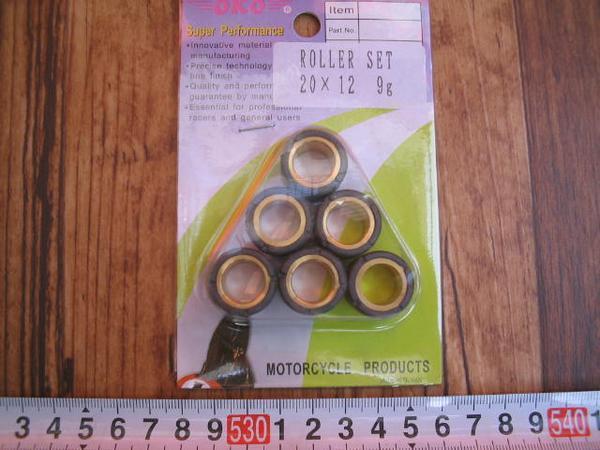 Super Performance
Item
Part No.
•Innovative material
manufacturing
•Precise technology
fine finish
•Quality and perform
guarantee by manu
•Essential for professional
racers and general users
ROLLER SET
20×12 9g
MOTORCYCLE PRODUCTS
3 4 5 6 7 8 9 530 1 2 3 4 5 6 7 8 9 540 1